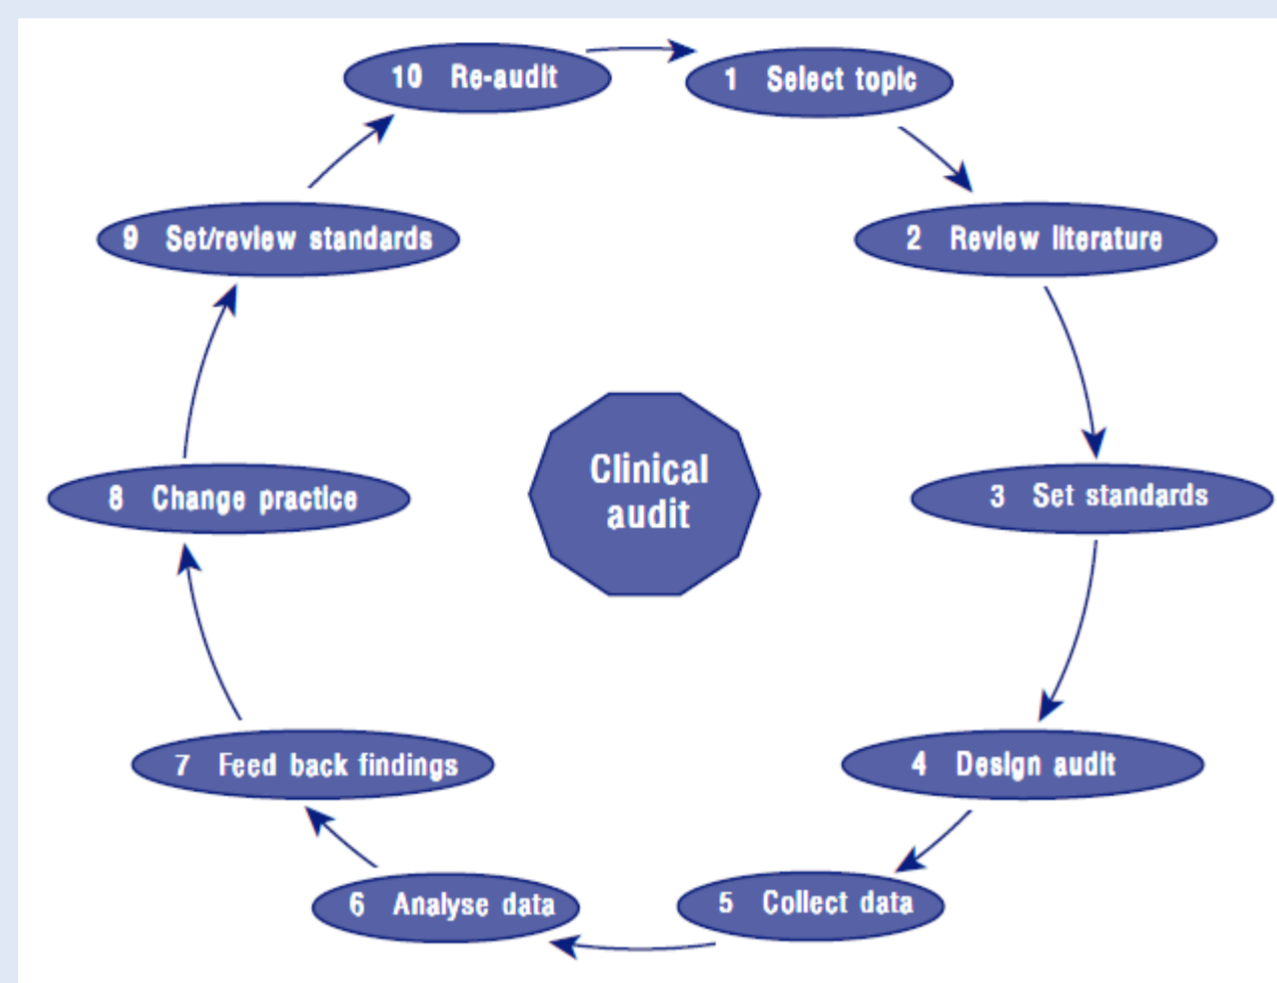 1 Select topic
2 Review literature
3 Set standards
4 Design audit
5 Collect data
6 Analyse data
7 Feed back findings
8 Change practice
9 Set/review standards
10 Re-audit
Clinical
audit